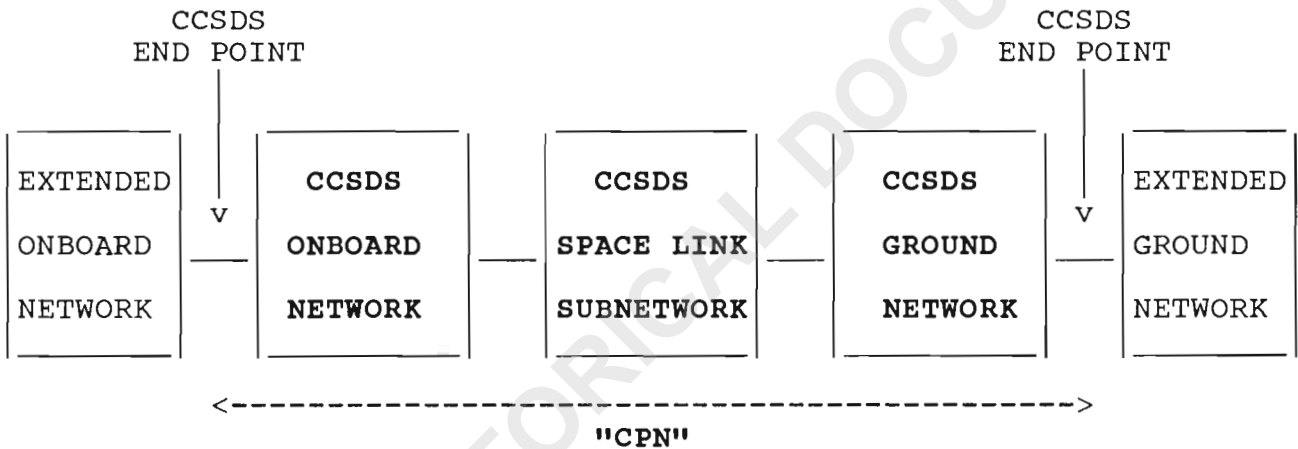 CCSDS
END POINT
CCSDS
END POINT
EXTENDED
ONBOARD
NETWORK
v
CCSDS
ONBOARD
NETWORK
CCSDS
SPACE LINK
SUBNETWORK
CCSDS
GROUND
NETWORK
v
EXTENDED
GROUND
NETWORK
"CPN"